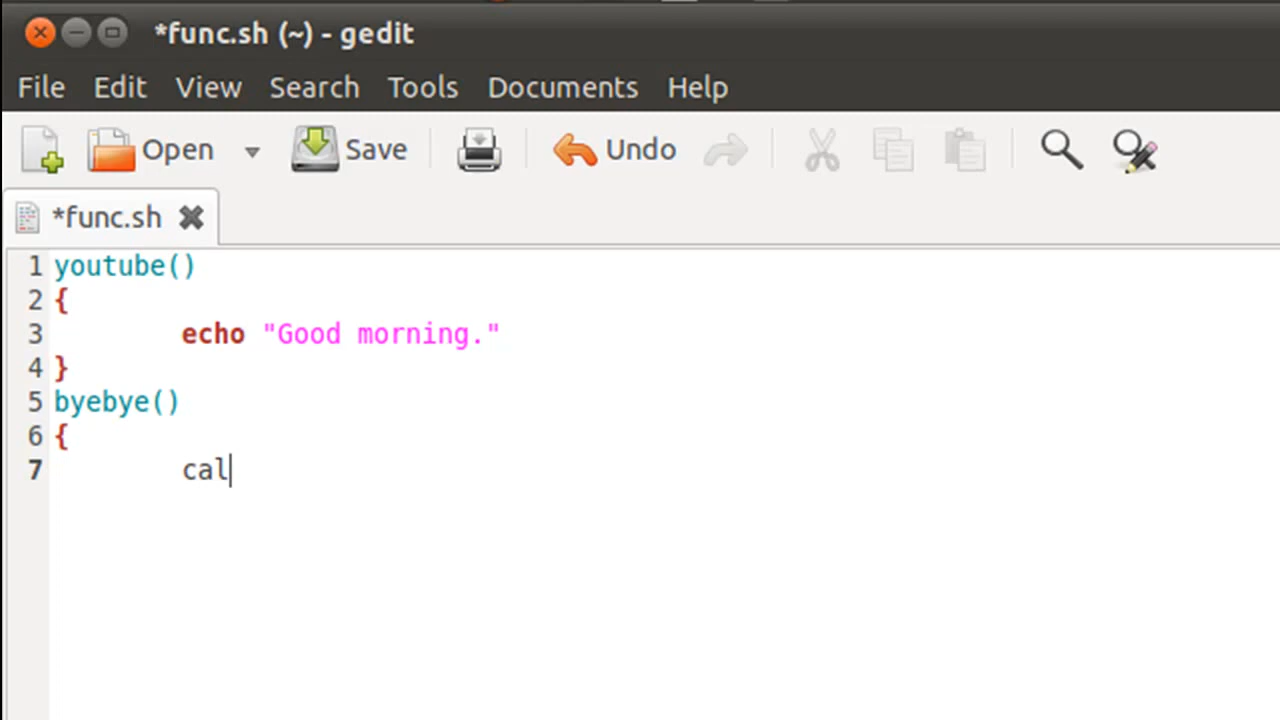 *func.sh (~) - gedit
File Edit View Search Tools Documents Help
Open Save Undo
*func.sh
1 youtube()
2 {
3 echo "Good morning."
4 }
5 byebye()
6 {
7 cal